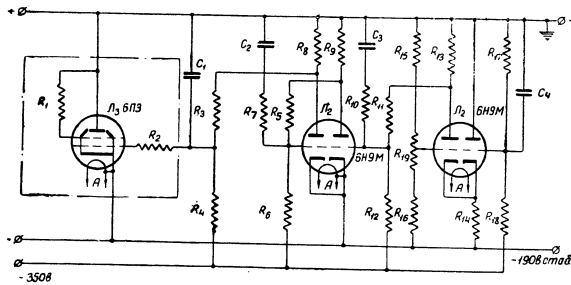 +
-
R₁
Л₃ 6П3
R₂
A
C₁
R₃
R₄
C₂
R₇
R₅
R₆
R₈
R₉
Л₂
6Н9М
A
C₃
R₁₀
R₁₁
R₁₂
R₁₅
R₁₃
R₁₉
R₁₆
Л₂
6Н9М
A
R₁₄
R₁₇
R₁₈
C₄
-
-350в
-190в стаб